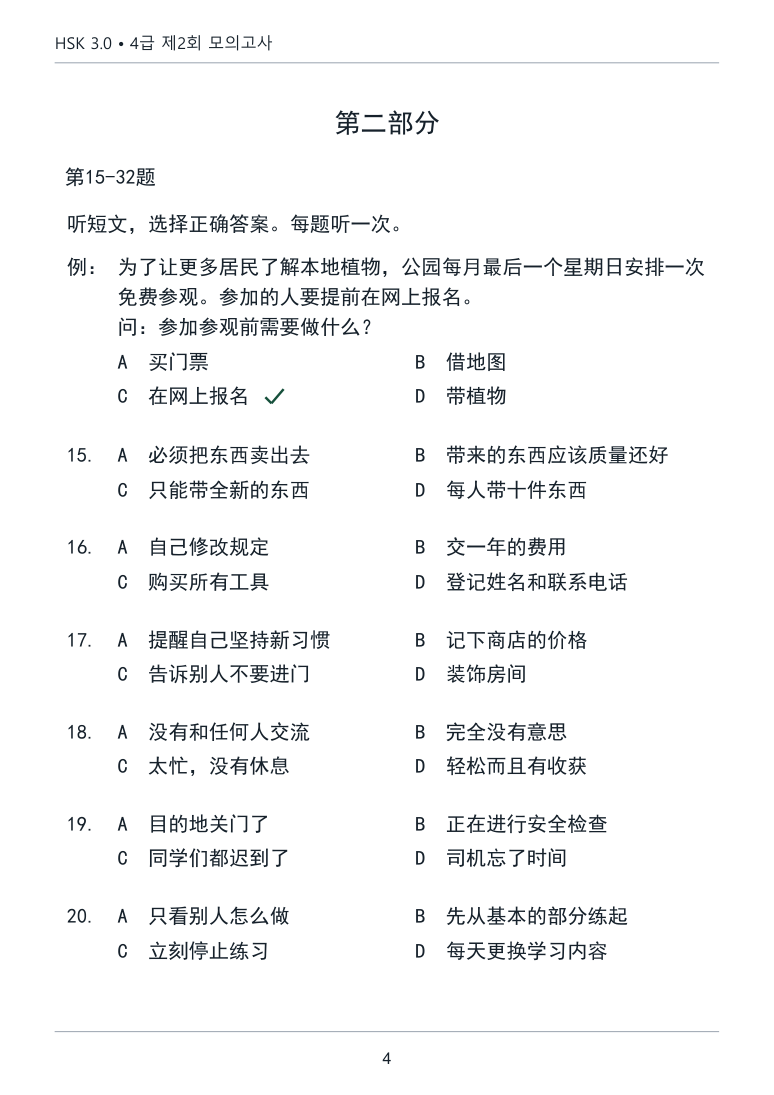 HSK 3.0 • 4급 제2회 모의고사
第二部分
第15-32题
听短文，选择正确答案。每题听一次。
例： 为了让更多居民了解本地植物，公园每月最后一个星期日安排一次
免费参观。参加的人要提前在网上报名。
问：参加参观前需要做什么？
A 买门票 B 借地图
C 在网上报名 ✓ D 带植物
15. A 必须把东西卖出去 B 带来的东西应该质量还好
C 只能带全新的东西 D 每人带十件东西
16. A 自己修改规定 B 交一年的费用
C 购买所有工具 D 登记姓名和联系电话
17. A 提醒自己坚持新习惯 B 记下商店的价格
C 告诉别人不要进门 D 装饰房间
18. A 没有和任何人交流 B 完全没有意思
C 太忙，没有休息 D 轻松而且有收获
19. A 目的地关门了 B 正在进行安全检查
C 同学们都迟到了 D 司机忘了时间
20. A 只看别人怎么做 B 先从基本的部分练起
C 立刻停止练习 D 每天更换学习内容
4